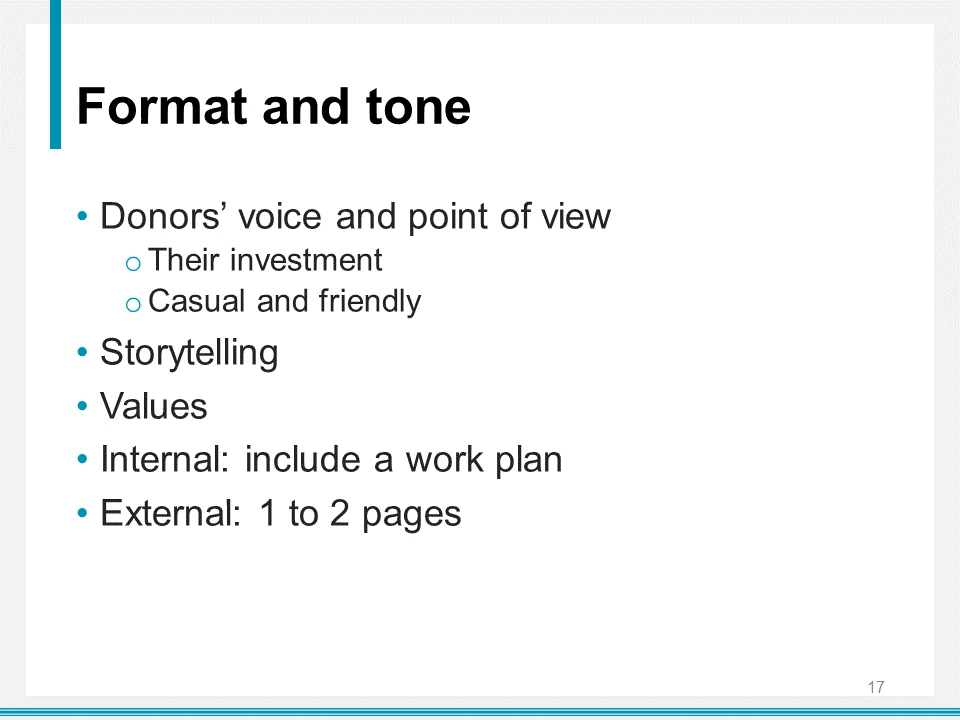 Format and tone
• Donors’ voice and point of view
o Their investment
o Casual and friendly
• Storytelling
• Values
• Internal: include a work plan
• External: 1 to 2 pages
17